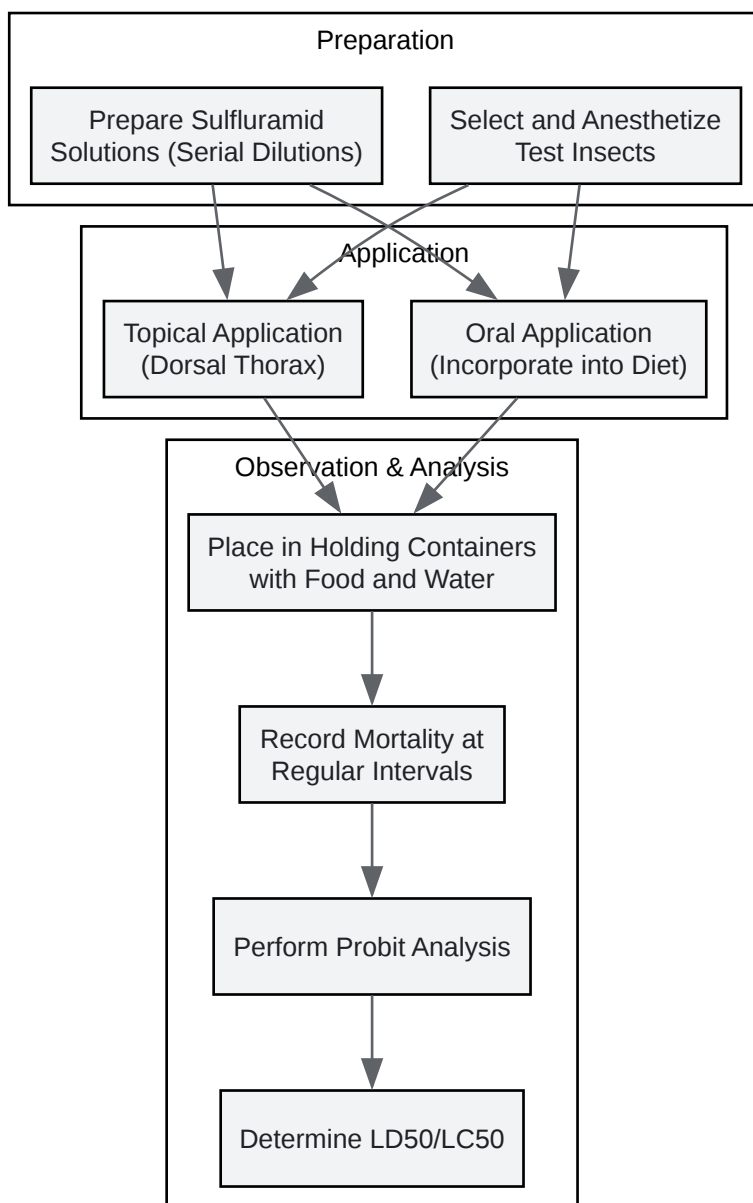 Preparation
Prepare Sulfluramid
Solutions (Serial Dilutions)
Select and Anesthetize
Test Insects
Application
Topical Application
(Dorsal Thorax)
Oral Application
(Incorporate into Diet)
Observation & Analysis
Place in Holding Containers
with Food and Water
Record Mortality at
Regular Intervals
Perform Probit Analysis
Determine LD50/LC50